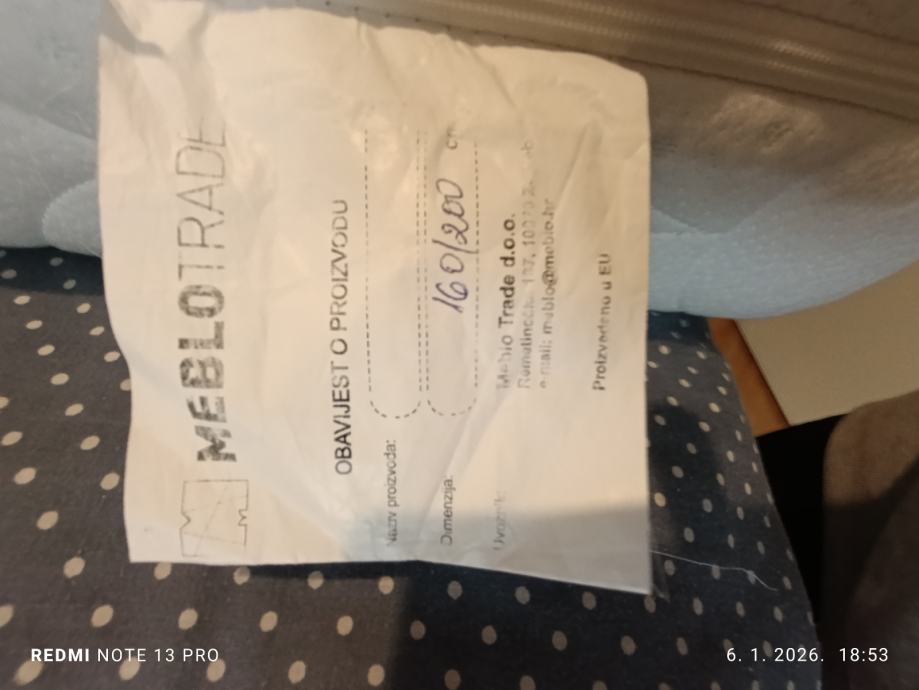 MEBLOTRADE
OBAVIJEST O PROIZVODU
Naziv proizvoda:
Dimenzija: 160/200 cm
Uvoznik:
Meblo Trade d.o.o.
e-mail: meblo@meblo.hr
Proizvedeno u EU
REDMI NOTE 13 PRO
6. 1. 2026. 18:53